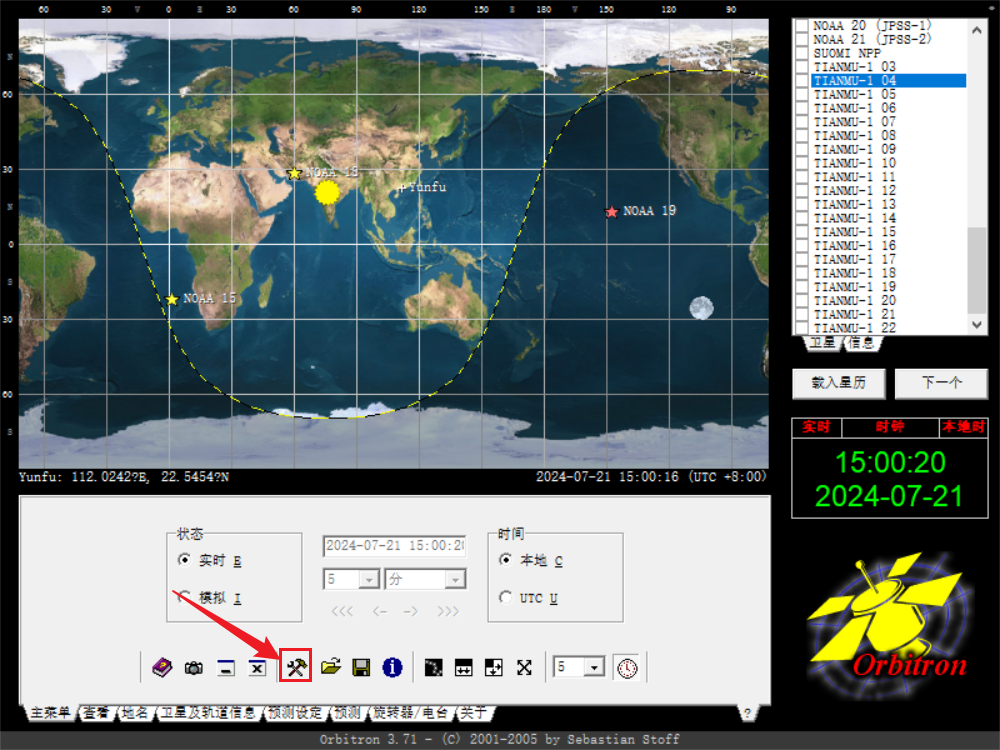 60 30 0 30 60 90 120 150 180 150 120 90
NOAA 20 (JPSS-1)
NOAA 21 (JPSS-2)
SUOMI NPP
TIANMU-1 03
TIANMU-1 04
TIANMU-1 05
TIANMU-1 06
TIANMU-1 07
TIANMU-1 08
TIANMU-1 09
TIANMU-1 10
TIANMU-1 11
TIANMU-1 12
TIANMU-1 13
TIANMU-1 14
TIANMU-1 15
TIANMU-1 16
TIANMU-1 17
TIANMU-1 18
TIANMU-1 19
TIANMU-1 20
TIANMU-1 21
TIANMU-1 22
卫星 信息
60
30
0
30
60
NOAA 18
Yunfu
NOAA 19
NOAA 15
Yunfu: 112.0242?E, 22.5454?N
2024-07-21 15:00:16 (UTC +8:00)
载入星历 下一个
实时 时钟 本地时
15:00:20
2024-07-21
Orbitron
状态
实时 E
模拟 I
2024-07-21 15:00:20
5 分
<<< <- -> >>>
时间
本地 C
UTC U
5
主菜单 查看 地名 卫星及轨道信息 预测设定 预测 旋转器/电台 关于 ?
Orbitron 3.71 - (C) 2001-2005 by Sebastian Stoff